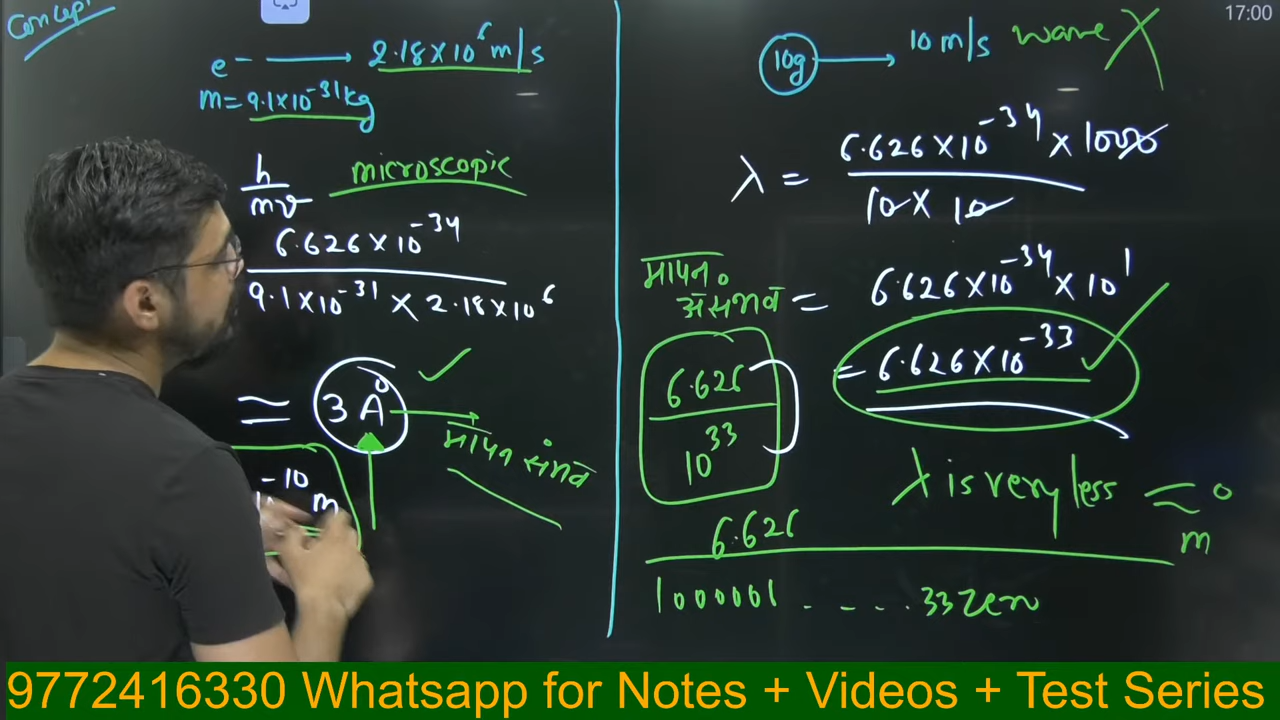 Concept
17:00
e⁻ → 2.18×10⁶ m/s
m = 9.1×10⁻³¹ kg
h/mv microscopic
6.626×10⁻³⁴
9.1×10⁻³¹ × 2.18×10⁶
≈ 3 A° → मापन संभव
⁻¹⁰ m
10g → 10 m/s wave X
λ = 6.626×10⁻³⁴ × 1000
10 × 10
मापन
असंभव
= 6.626×10⁻³⁴ × 10¹
= 6.626×10⁻³³
6.626
10³³
λ is very less ≈ 0
m
6.626
1000001 . - - . . . 33 zero
9772416330 Whatsapp for Notes + Videos + Test Series